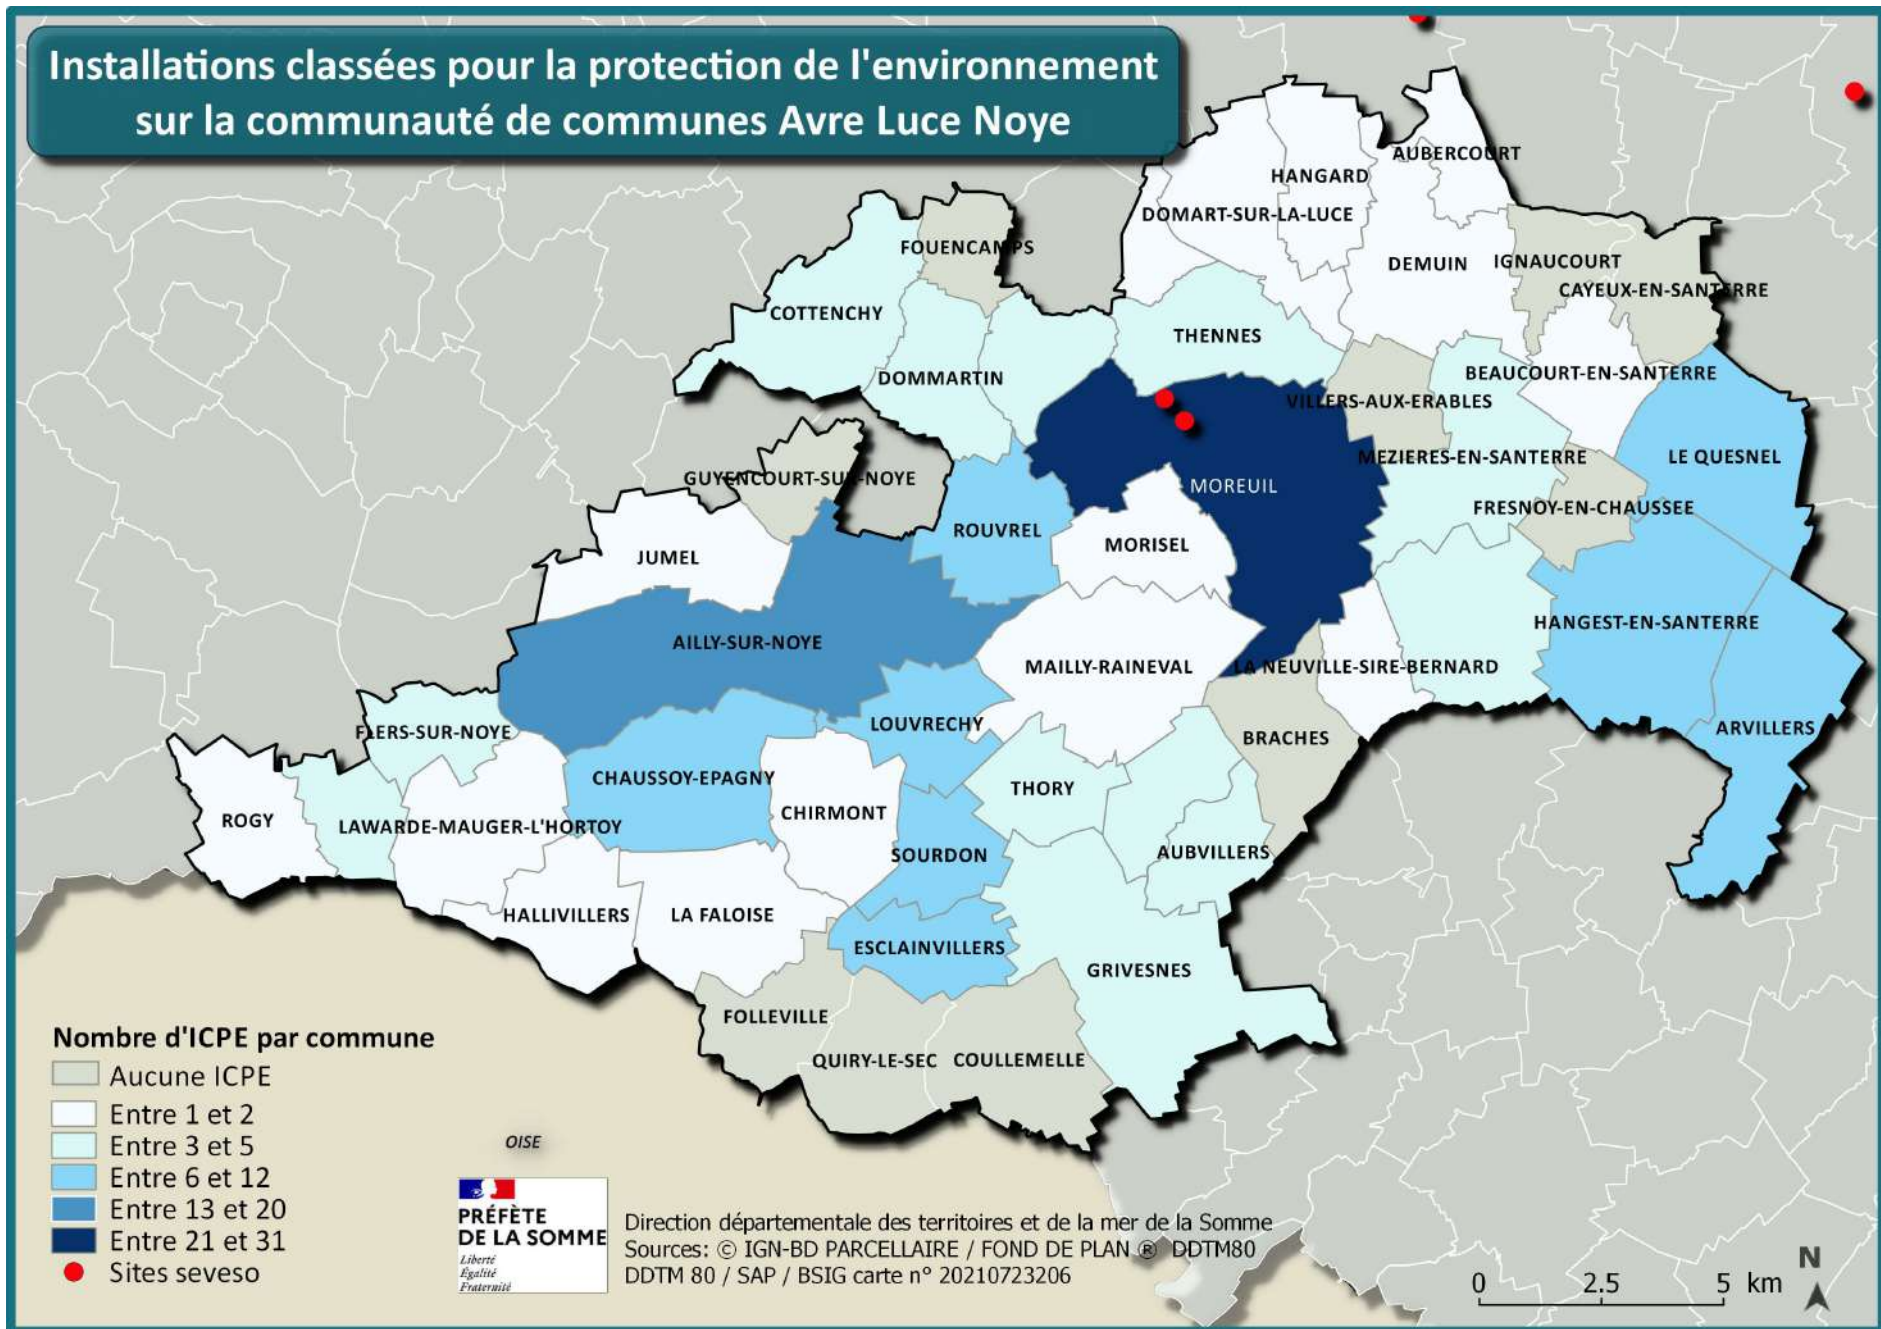 Installations classées pour la protection de l'environnement
sur la communauté de communes Avre Luce Noye
AUBERCOURT
HANGARD
DOMART-SUR-LA-LUCE
FOUENCAMPS
DEMUIN
IGNAUCOURT
CAYEUX-EN-SANTERRE
COTTENCHY
THENNES
DOMMARTIN
BEAUCOURT-EN-SANTERRE
VILLERS-AUX-ERABLES
MEZIERES-EN-SANTERRE
LE QUESNEL
GUYENCOURT-SUR-NOYE
MOREUIL
FRESNOY-EN-CHAUSSEE
ROUVREL
MORISEL
JUMEL
HANGEST-EN-SANTERRE
AILLY-SUR-NOYE
MAILLY-RAINEVAL
LA NEUVILLE-SIRE-BERNARD
LOUVRECHY
FLERS-SUR-NOYE
BRACHES
ARVILLERS
CHAUSSOY-EPAGNY
THORY
CHIRMONT
ROGY
LAWARDE-MAUGER-L'HORTOY
SOURDON
AUBVILLERS
HALLIVILLERS
LA FALOISE
ESCLAINVILLERS
GRIVESNES
FOLLEVILLE
QUIRY-LE-SEC
COULLEMELLE
Nombre d'ICPE par commune
Aucune ICPE
Entre 1 et 2
Entre 3 et 5
Entre 6 et 12
Entre 13 et 20
Entre 21 et 31
Sites seveso
OISE
PRÉFÈTE
DE LA SOMME
Liberté
Égalité
Fraternité
Direction départementale des territoires et de la mer de la Somme
Sources: © IGN-BD PARCELLAIRE / FOND DE PLAN ® DDTM80
DDTM 80 / SAP / BSIG carte n° 20210723206
N
0 2.5 5 km